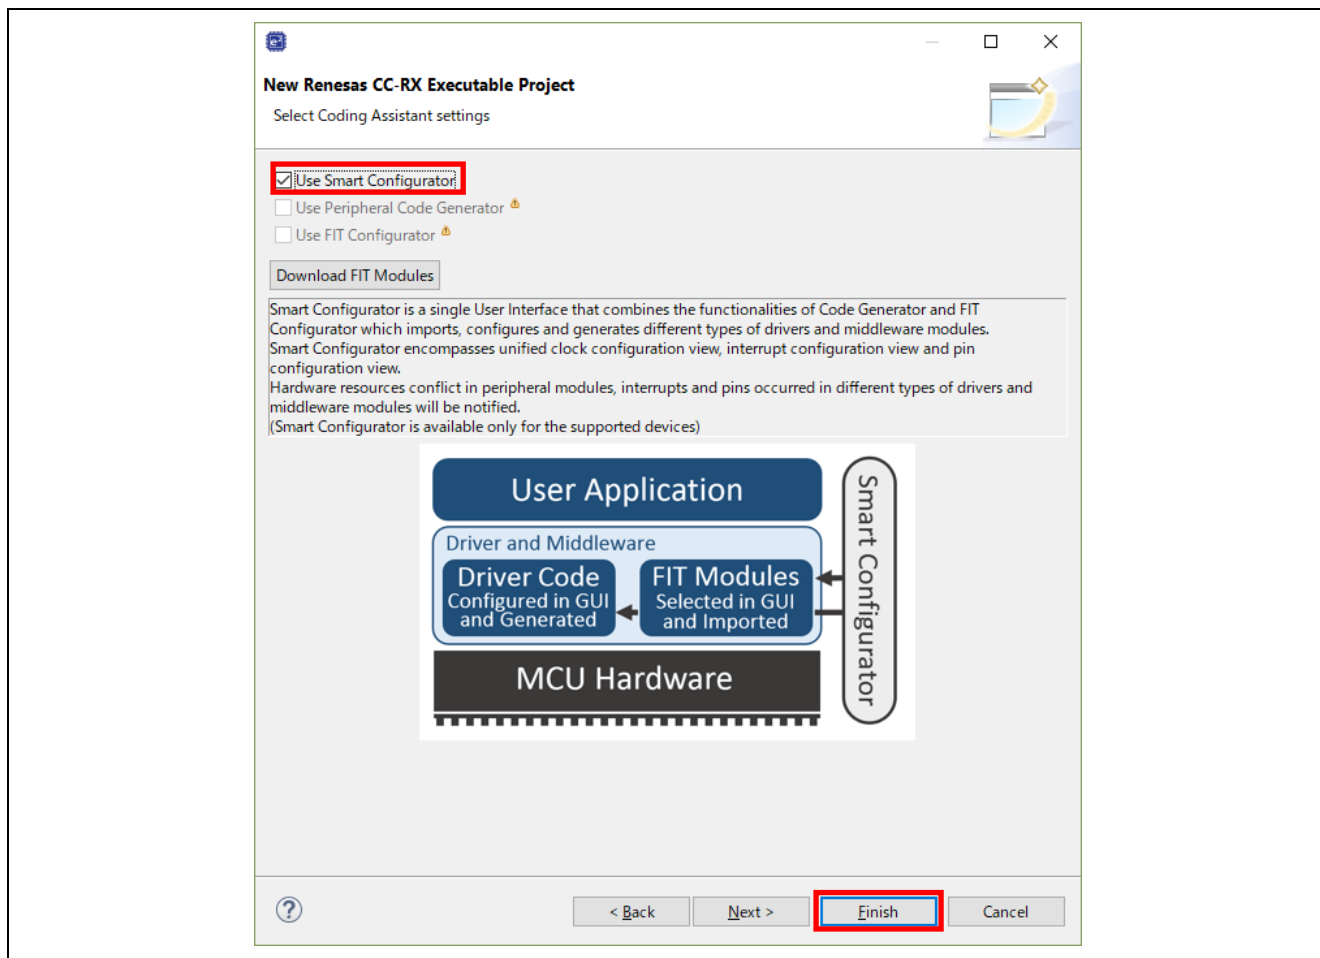 New Renesas CC-RX Executable Project
Select Coding Assistant settings
Use Smart Configurator
Use Peripheral Code Generator
Use FIT Configurator
Download FIT Modules
Smart Configurator is a single User Interface that combines the functionalities of Code Generator and FIT
Configurator which imports, configures and generates different types of drivers and middleware modules.
Smart Configurator encompasses unified clock configuration view, interrupt configuration view and pin
configuration view.
Hardware resources conflict in peripheral modules, interrupts and pins occurred in different types of drivers and
middleware modules will be notified.
(Smart Configurator is available only for the supported devices)
User Application
Driver and Middleware
Driver Code
Configured in GUI
and Generated
FIT Modules
Selected in GUI
and Imported
MCU Hardware
Smart Configurator
< Back
Next >
Finish
Cancel